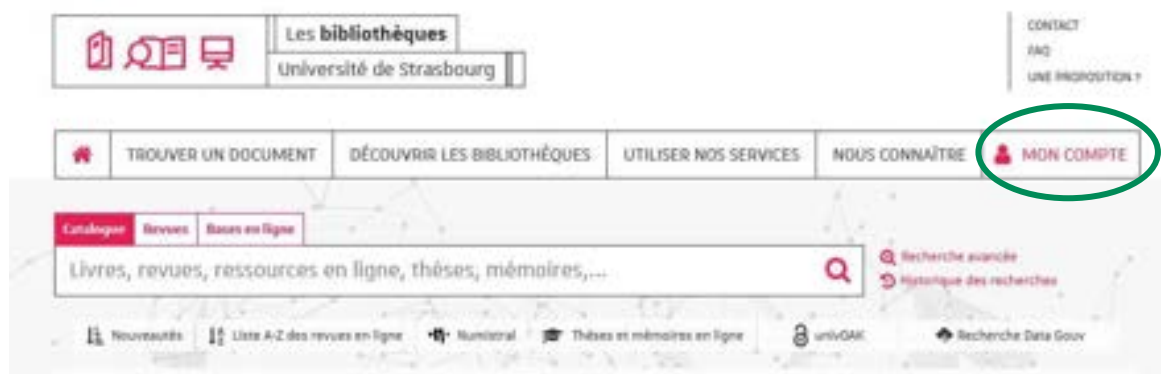 Les bibliothèques
Université de Strasbourg
CONTACT
FAQ
UNE PROPOSITION ?
TROUVER UN DOCUMENT
DÉCOUVRIR LES BIBLIOTHÈQUES
UTILISER NOS SERVICES
NOUS CONNAÎTRE
MON COMPTE
Catalogue Revues Bases en ligne
Livres, revues, ressources en ligne, thèses, mémoires,...
Recherche avancée
Historique des recherches
Nouveautés
Liste A-Z des revues en ligne
Numistral
Thèses et mémoires en ligne
univOAK
Recherche Data Gouv